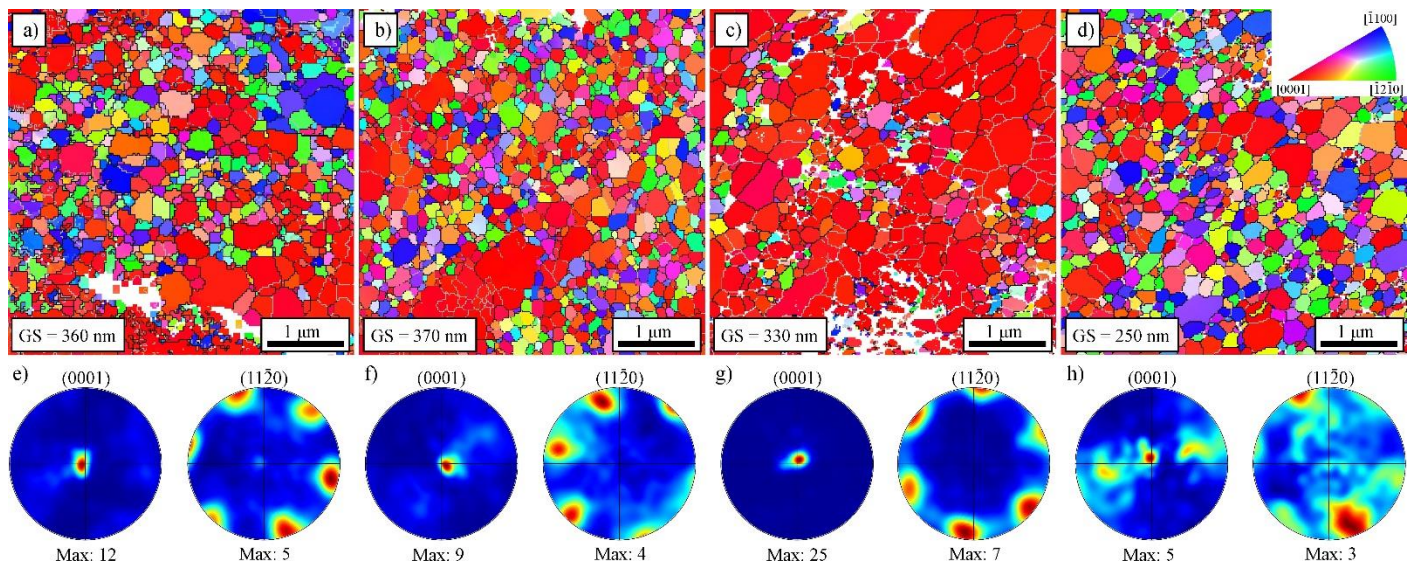 a)
b)
c)
d)
[1̄100]
[0001]
[1̄21̄0]
GS = 360 nm
1 μm
GS = 370 nm
1 μm
GS = 330 nm
1 μm
GS = 250 nm
1 μm
e)
(0001)
(112̄0)
f)
(0001)
(112̄0)
g)
(0001)
(112̄0)
h)
(0001)
(112̄0)
Max: 12
Max: 5
Max: 9
Max: 4
Max: 25
Max: 7
Max: 5
Max: 3